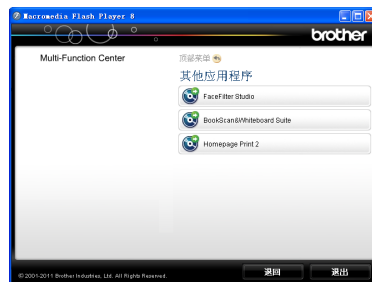 Macromedia Flash Player 8
brother
Multi-Function Center
顶部菜单
其他应用程序
FaceFilter Studio
BookScan&Whiteboard Suite
Homepage Print 2
© 2001-2011 Brother Industries, Ltd. All Rights Reserved.
退回
退出